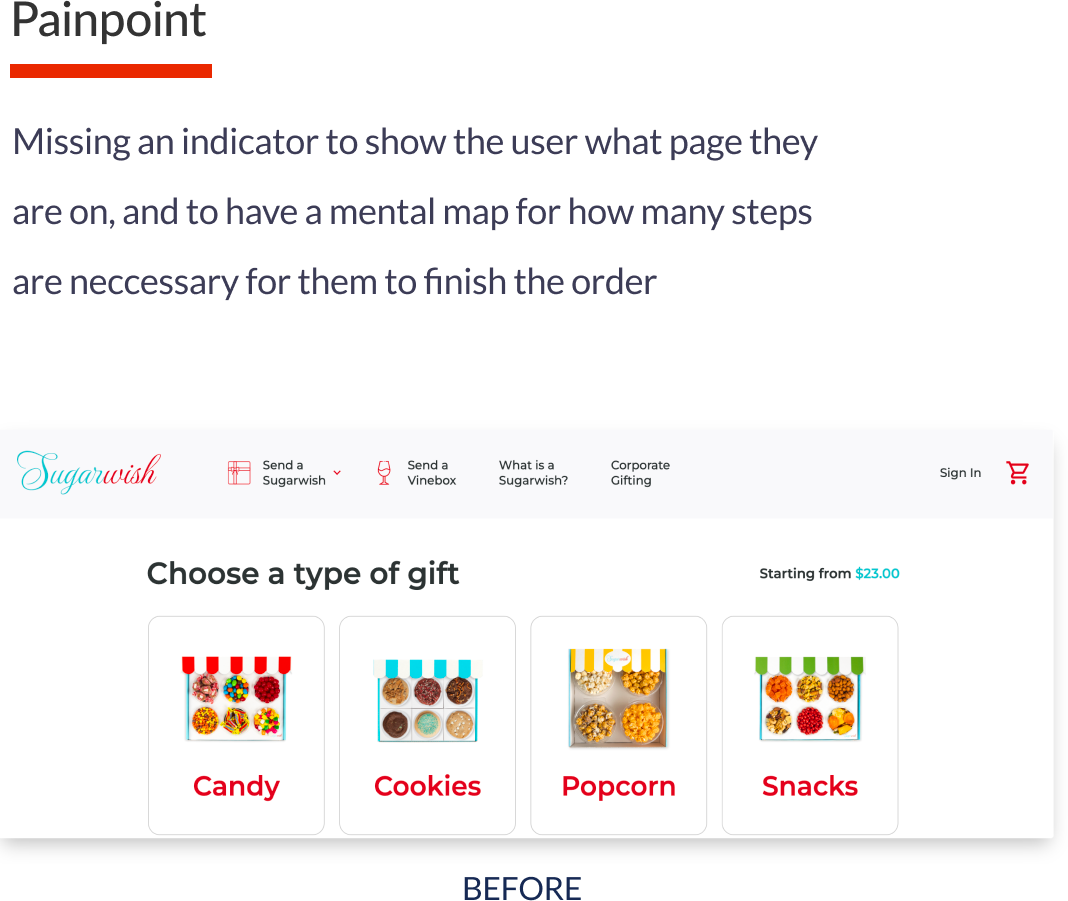 Painpoint
Missing an indicator to show the user what page they
are on, and to have a mental map for how many steps
are neccessary for them to finish the order
Sugarwish
Send a
Sugarwish
Send a
Vinebox
What is a
Sugarwish?
Corporate
Gifting
Sign In
Choose a type of gift
Starting from $23.00
Candy
Cookies
Popcorn
Snacks
BEFORE